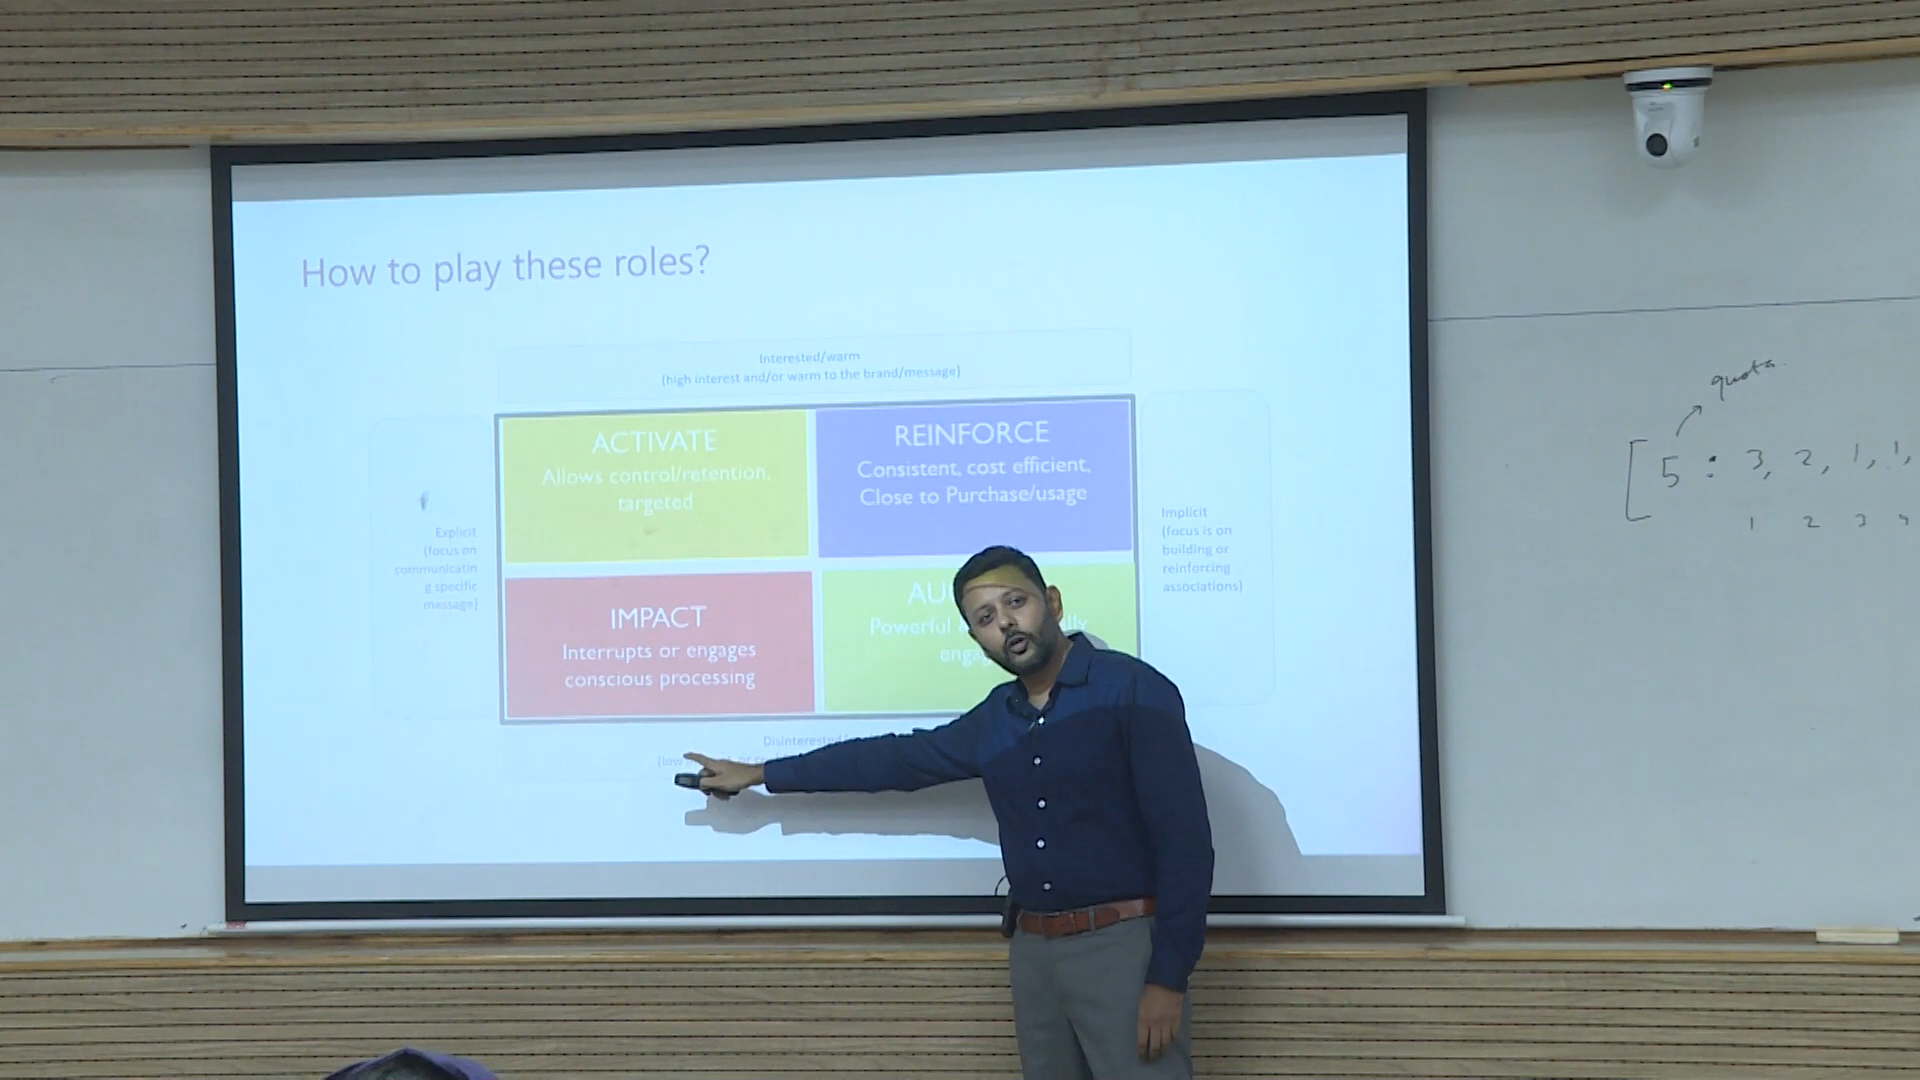 How to play these roles?
Interested/warm
(high interest and/or warm to the brand/message)
ACTIVATE
Allows control/retention,
targeted
REINFORCE
Consistent, cost efficient,
Close to Purchase/usage
Explicit
(focus on
communicatin
g specific
message)
Implicit
(focus is on
building or
reinforcing
associations)
IMPACT
Interrupts or engages
conscious processing
Powerful
quota
[5 : 3, 2, 1, 1,
1 2 3 4